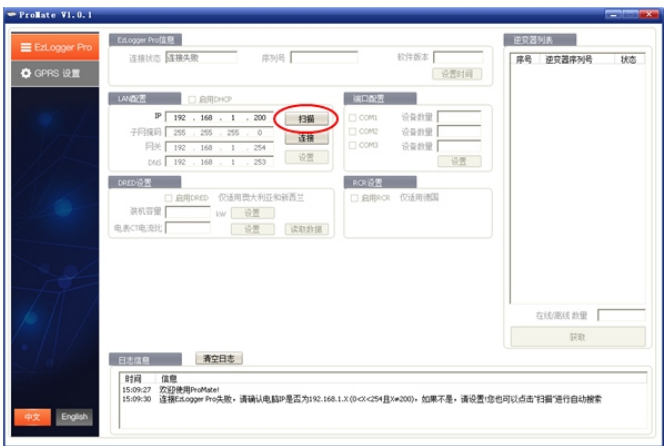 ProMate V1.0.1
EzLogger Pro
GPRS 设置
中文 English
EzLogger Pro信息
连接状态 连接失败 序列号 软件版本
设置时间
LAN配置 启用DHCP
IP 192 . 168 . 1 . 200 扫描
子网掩码 255 . 255 . 255 . 0 连接
网关 192 . 168 . 1 . 254
DNS 192 . 168 . 1 . 253 设置
端口配置
COM1 设备数量
COM2 设备数量
COM3 设备数量
设置
DRED设置
启用DRED 仅适用澳大利亚和新西兰
装机容量 kW 设置
电表CT电流比 设置 读取数据
RCR设置
启用RCR 仅适用德国
逆变器列表
序号 逆变器序列号 状态
在线/离线 数量
获取
日志信息 清空日志
时间 信息
15:09:27 欢迎使用ProMate!
15:09:30 连接EzLogger Pro失败，请确认电脑IP是否为192.168.1.X (0<X<254且X≠200)，如果不是，请设置!您也可以点击"扫描"进行自动搜索